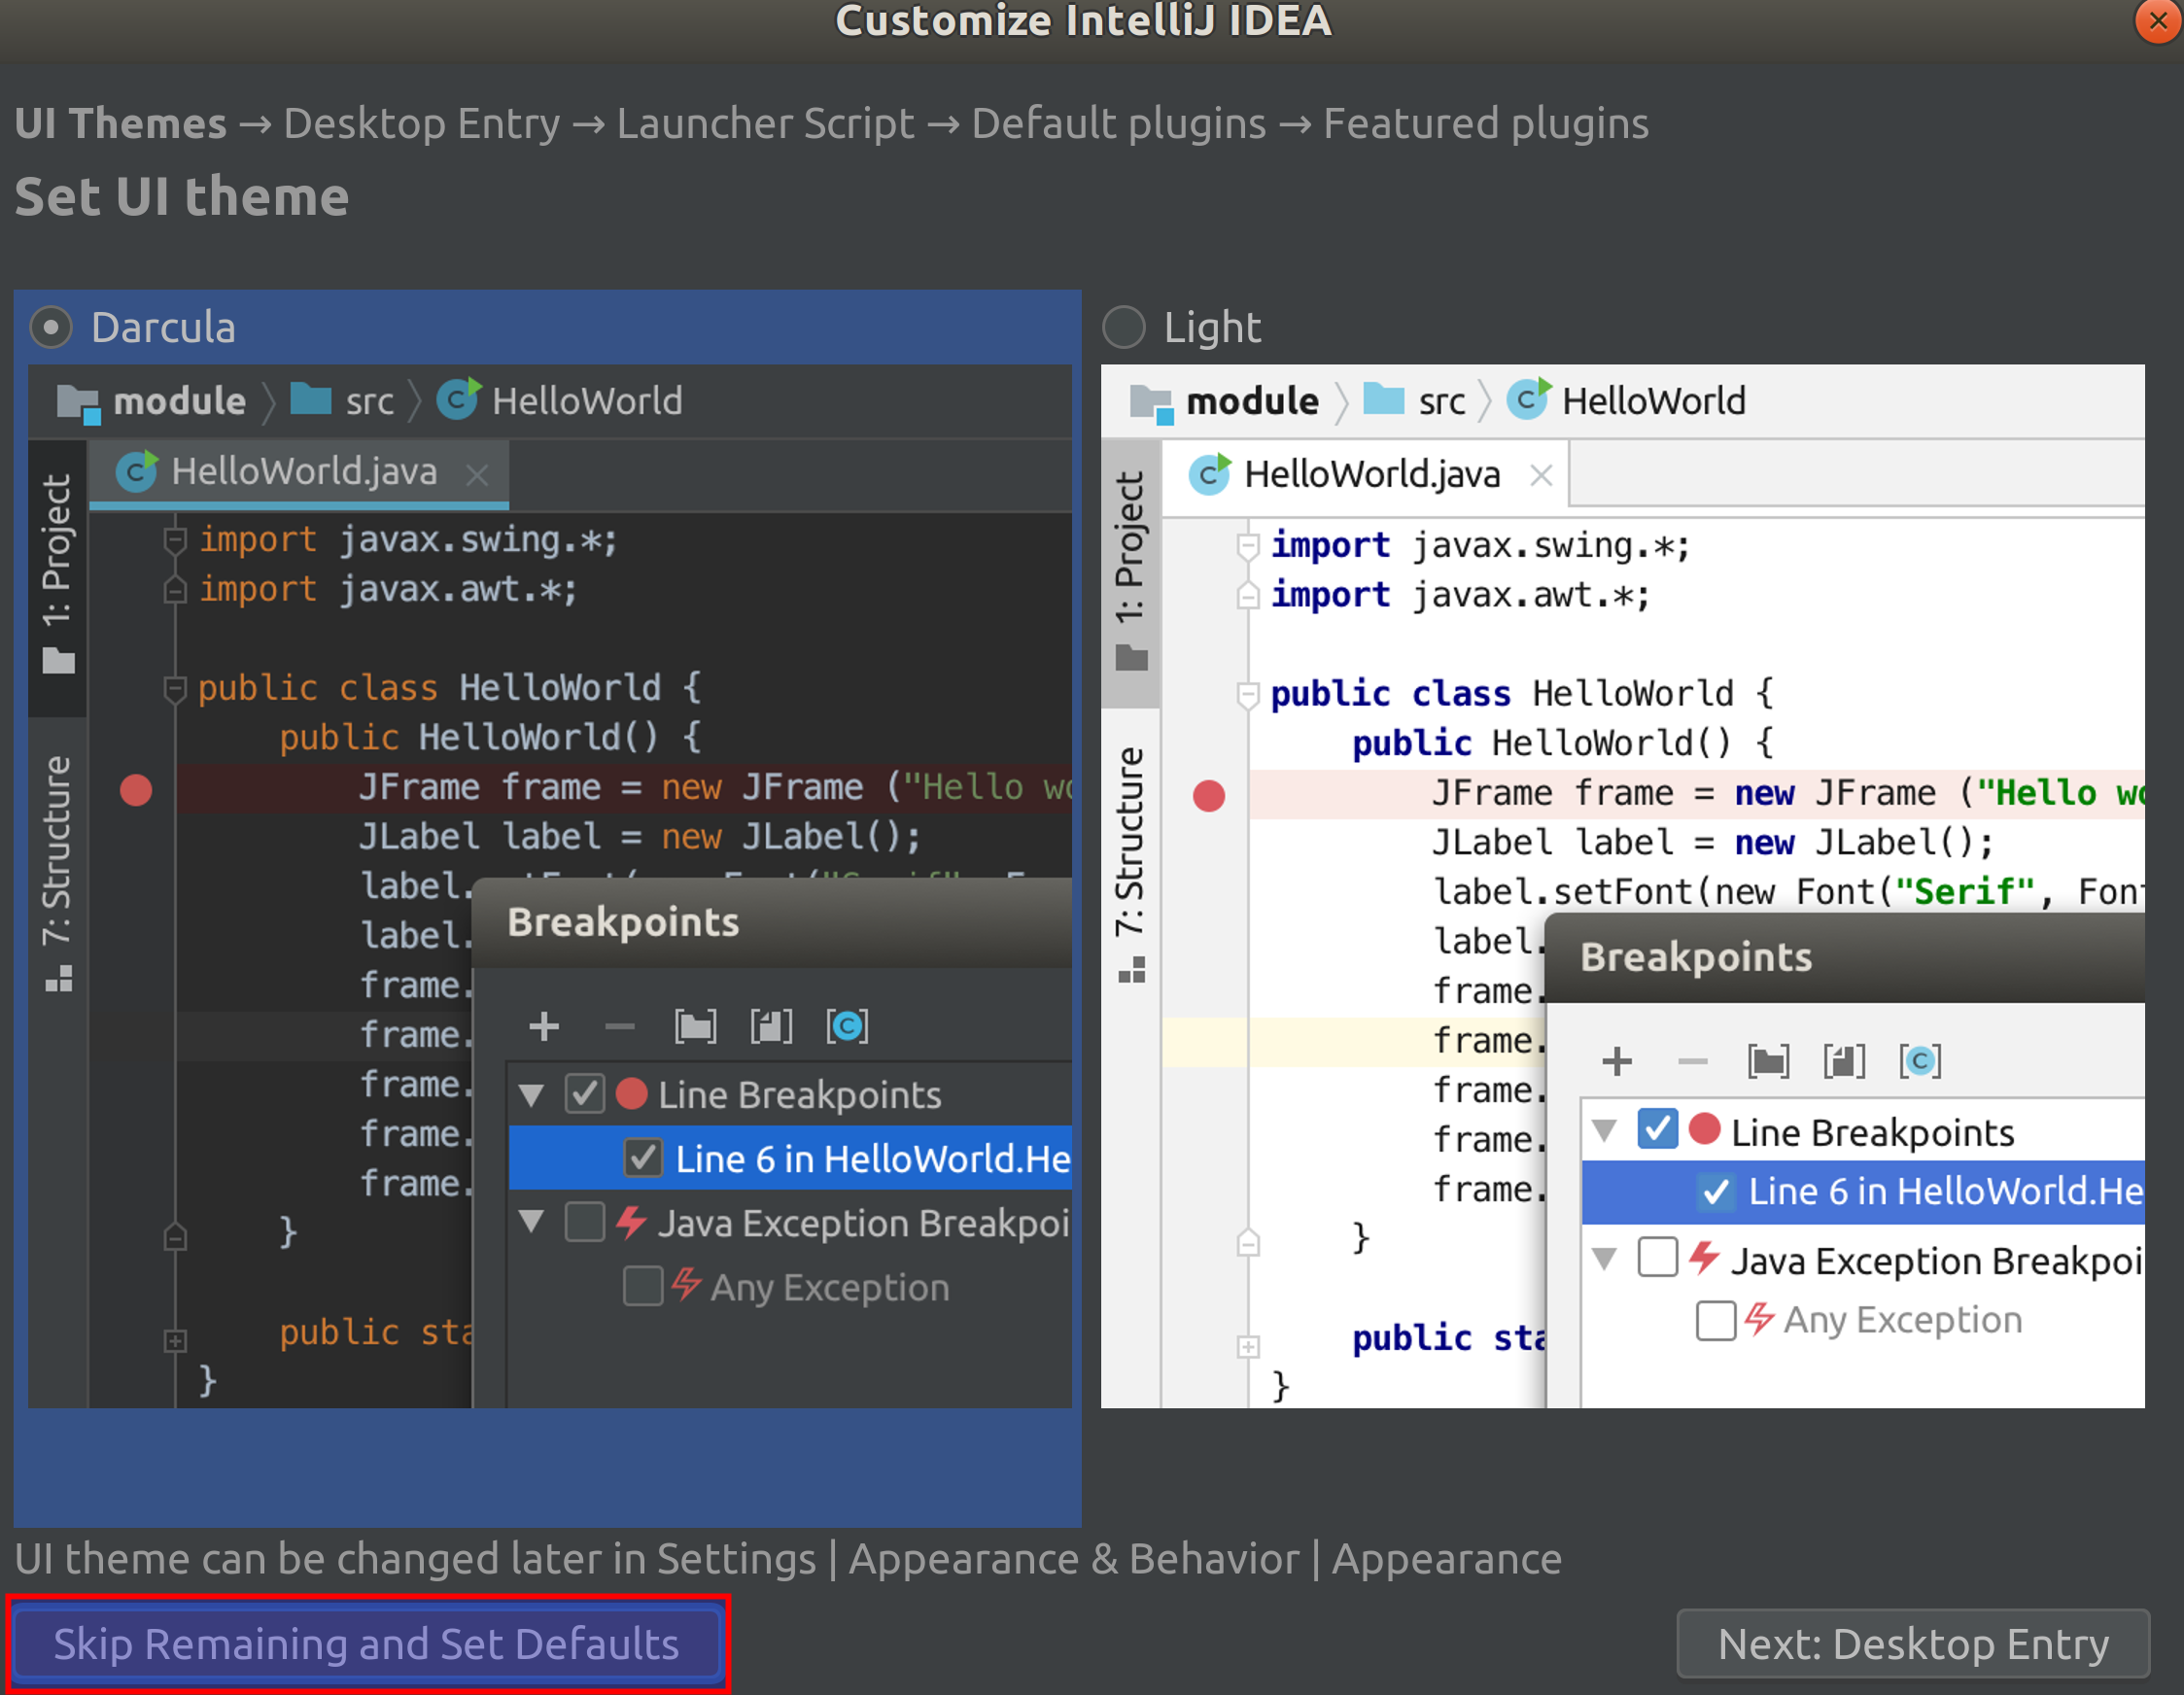 Customize IntelliJ IDEA
UI Themes → Desktop Entry → Launcher Script → Default plugins → Featured plugins
Set UI theme
Darcula
module
src
HelloWorld
HelloWorld.java
1: Project
7: Structure
import javax.swing.*;
import javax.awt.*;
public class HelloWorld {
public HelloWorld() {
JFrame frame = new JFrame ("Hello wo
JLabel label = new JLabel();
label.
label.
frame.
frame.
frame.
frame.
frame.
}
public sta
}
Breakpoints
Line Breakpoints
Line 6 in HelloWorld.He
Java Exception Breakpoi
Any Exception
Light
module
src
HelloWorld
HelloWorld.java
1: Project
7: Structure
import javax.swing.*;
import javax.awt.*;
public class HelloWorld {
public HelloWorld() {
JFrame frame = new JFrame ("Hello wo
JLabel label = new JLabel();
label.setFont(new Font("Serif", Fon
label.
frame.
frame.
frame.
frame.
frame.
}
public sta
}
Breakpoints
Line Breakpoints
Line 6 in HelloWorld.He
Java Exception Breakpoi
Any Exception
UI theme can be changed later in Settings | Appearance & Behavior | Appearance
Skip Remaining and Set Defaults
Next: Desktop Entry